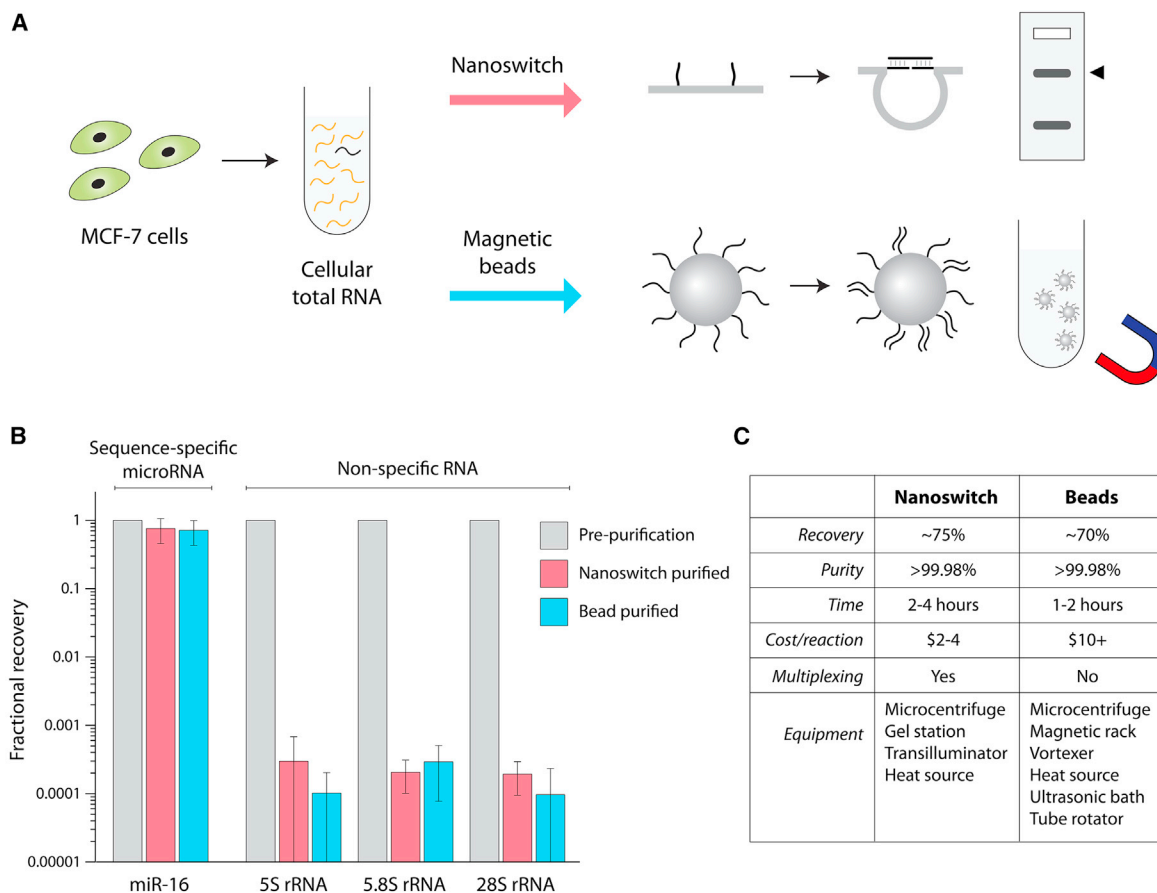 A
Nanoswitch
MCF-7 cells
Cellular
total RNA
Magnetic
beads
B
Sequence-specific
microRNA
Non-specific RNA
Fractional recovery
1
0.1
0.01
0.001
0.0001
0.00001
Pre-purification
Nanoswitch purified
Bead purified
miR-16
5S rRNA
5.8S rRNA
28S rRNA
C
Nanoswitch Beads
Recovery ~75% ~70%
Purity >99.98% >99.98%
Time 2-4 hours 1-2 hours
Cost/reaction $2-4 $10+
Multiplexing Yes No
Equipment
Microcentrifuge
Gel station
Transilluminator
Heat source
Microcentrifuge
Magnetic rack
Vortexer
Heat source
Ultrasonic bath
Tube rotator